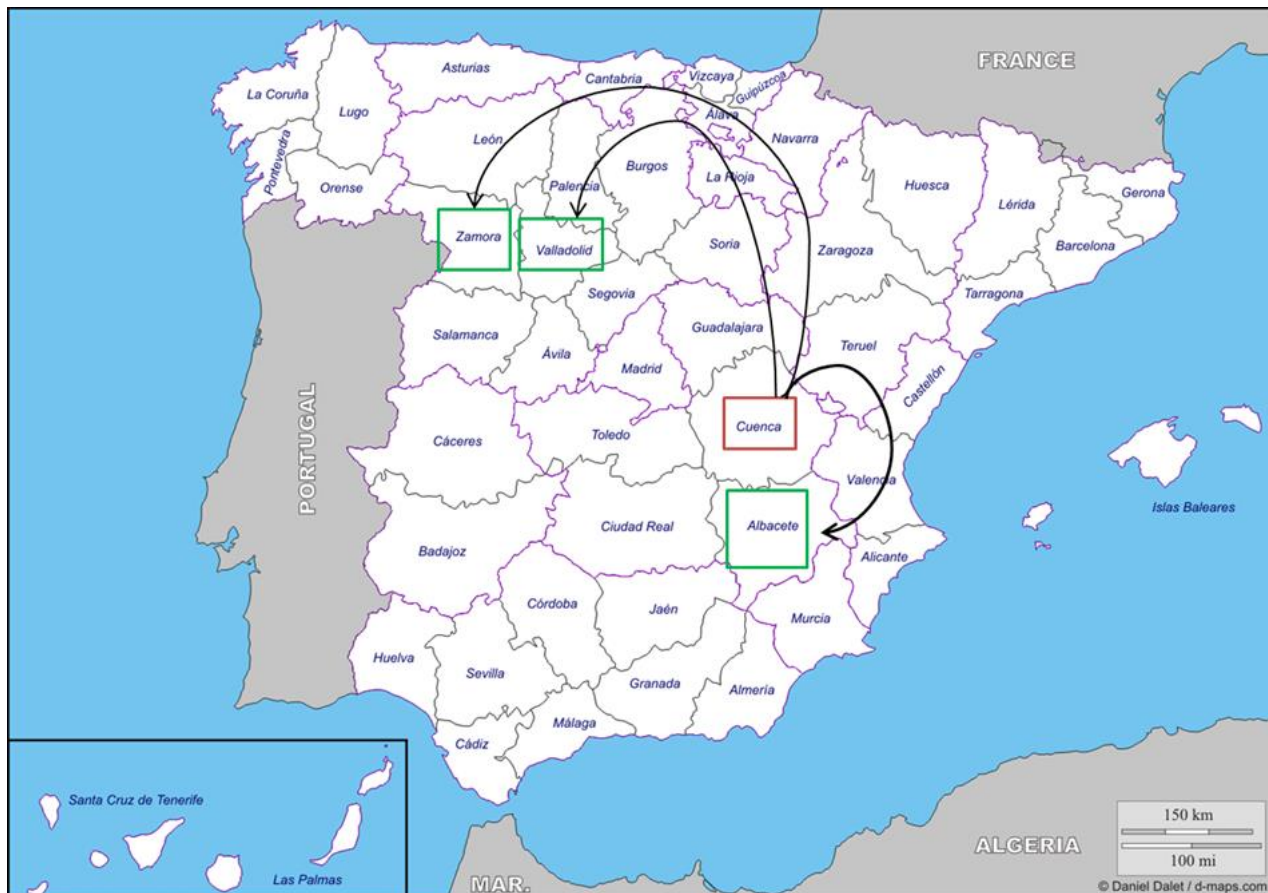 FRANCE
Vizcaya
Asturias
Cantabria
Guipúzcoa
La Coruña
Lugo
Álava
Navarra
León
Pontevedra
Palencia
Burgos
La Rioja
Huesca
Orense
Gerona
Lérida
Zamora
Valladolid
Soria
Zaragoza
Barcelona
Segovia
Tarragona
Salamanca
Guadalajara
Ávila
Madrid
Teruel
Castellón
PORTUGAL
Cáceres
Toledo
Cuenca
Valencia
Islas Baleares
Ciudad Real
Albacete
Badajoz
Alicante
Córdoba
Jaén
Murcia
Huelva
Sevilla
Granada
Almería
Málaga
Cádiz
Santa Cruz de Tenerife
Las Palmas
MAR.
ALGERIA
150 km
100 mi
© Daniel Dalet / d-maps.com